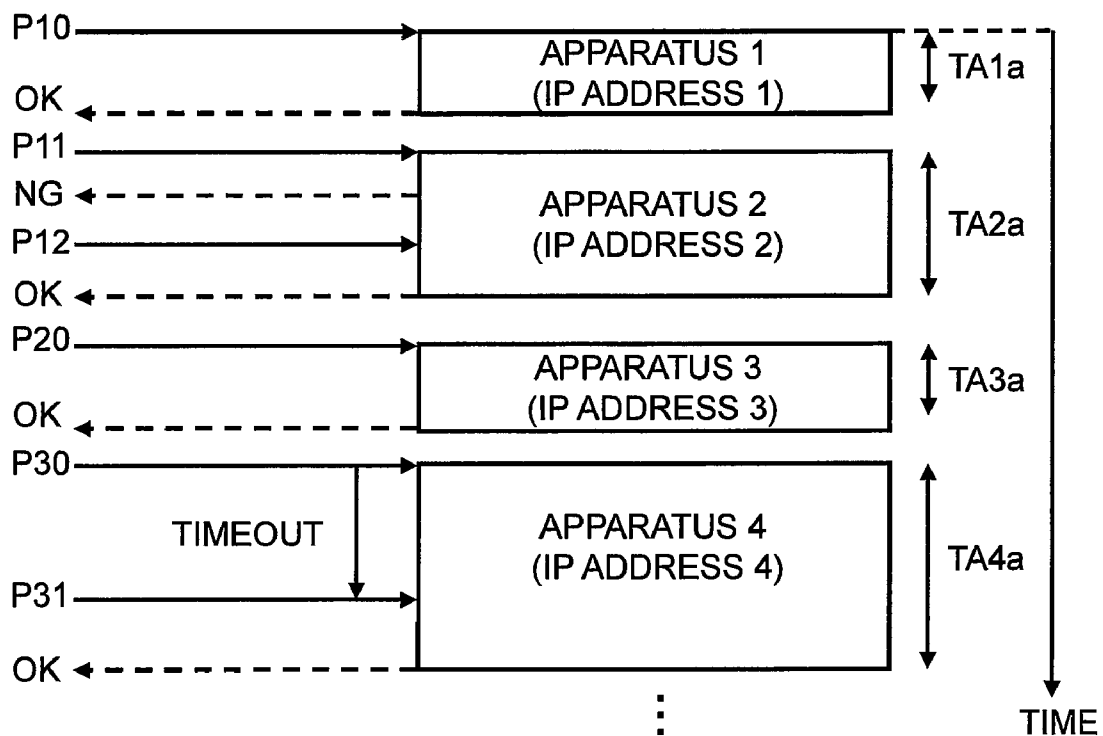 P10
APPARATUS 1
(IP ADDRESS 1)
TA1a
OK
P11
NG
APPARATUS 2
(IP ADDRESS 2)
TA2a
P12
OK
P20
APPARATUS 3
(IP ADDRESS 3)
TA3a
OK
P30
TIMEOUT
APPARATUS 4
(IP ADDRESS 4)
TA4a
P31
OK
TIME